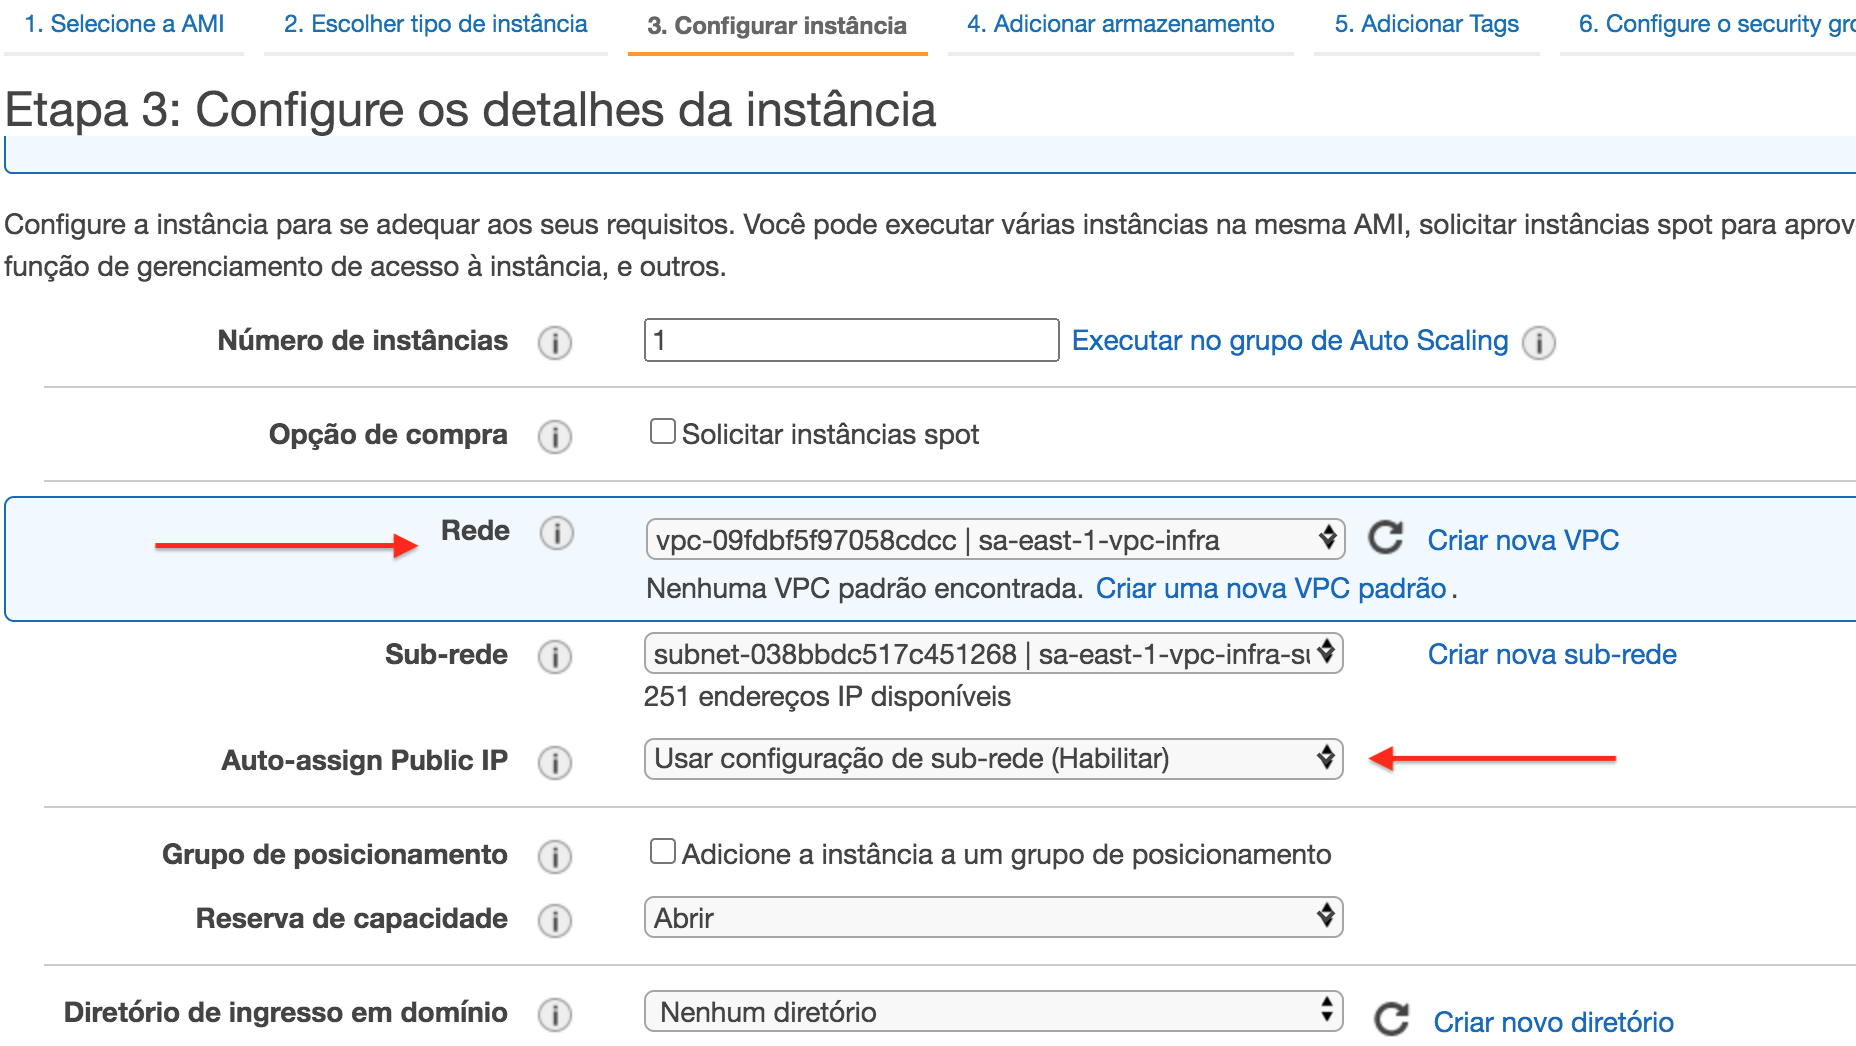 1. Selecione a AMI
2. Escolher tipo de instância
3. Configurar instância
4. Adicionar armazenamento
5. Adicionar Tags
6. Configure o security
Etapa 3: Configure os detalhes da instância
Configure a instância para se adequar aos seus requisitos. Você pode executar várias instâncias na mesma AMI, solicitar instâncias spot para
função de gerenciamento de acesso à instância, e outros.
Número de instâncias
1
Executar no grupo de Auto Scaling
Opção de compra
Solicitar instâncias spot
Rede
vpc-09fdbf5f97058cdcc | sa-east-1-vpc-infra
Criar nova VPC
Nenhuma VPC padrão encontrada. Criar uma nova VPC padrão.
Sub-rede
subnet-038bbdc517c451268 | sa-east-1-vpc-infra-
Criar nova sub-rede
251 endereços IP disponíveis
Auto-assign Public IP
Usar configuração de sub-rede (Habilitar)
Grupo de posicionamento
Adicione a instância a um grupo de posicionamento
Reserva de capacidade
Abrir
Diretório de ingresso em domínio
Nenhum diretório
Criar novo diretório